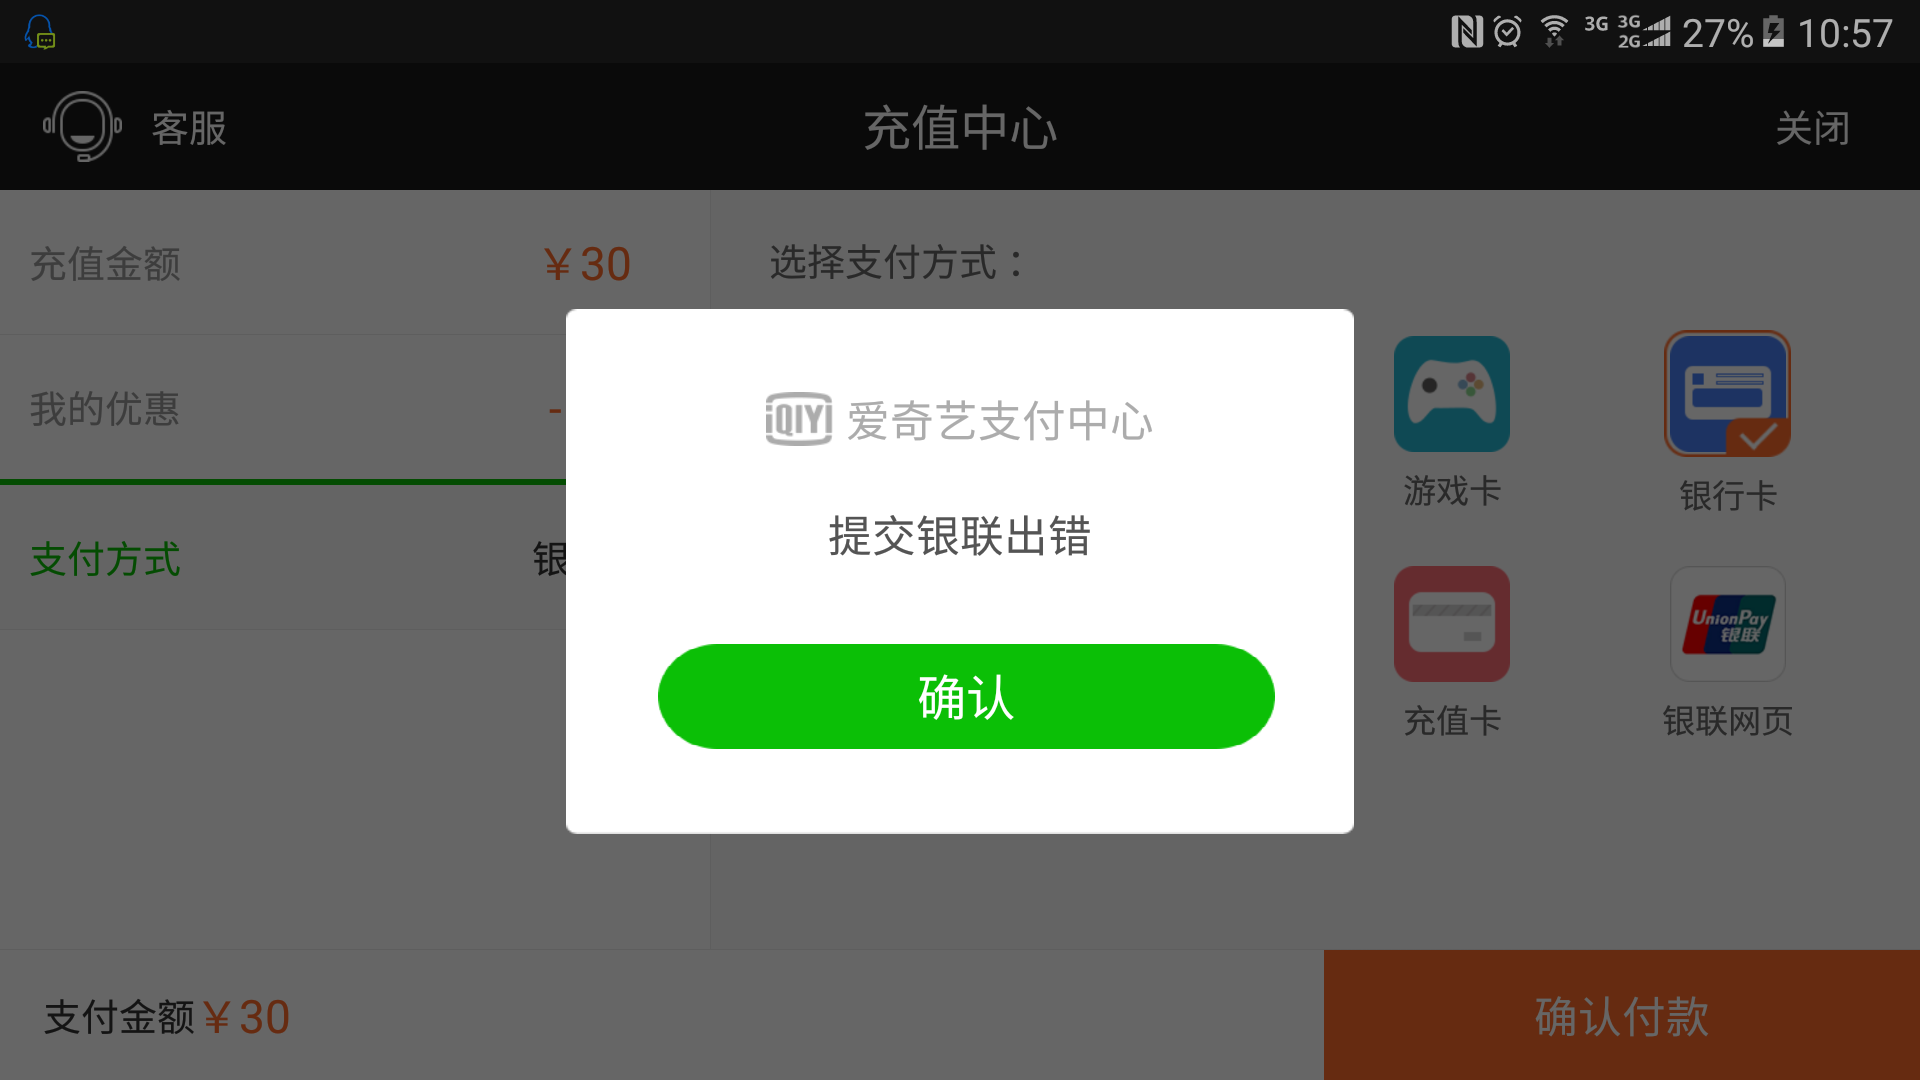 3G 3G 2G 27% 10:57
客服 充值中心 关闭
充值金额 ￥30
选择支付方式：
我的优惠 -
支付方式 银
QIYI 爱奇艺支付中心
提交银联出错
确认
游戏卡 银行卡
UnionPay 银联
充值卡 银联网页
支付金额￥30
确认付款